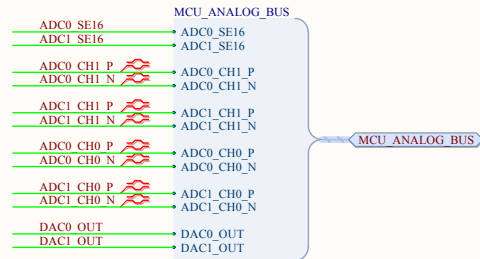 MCU_ANALOG_BUS
ADC0_SE16 ADC0_SE16
ADC1_SE16 ADC1_SE16
ADC0_CH1_P ADC0_CH1_P
ADC0_CH1_N ADC0_CH1_N
ADC1_CH1_P ADC1_CH1_P
ADC1_CH1_N ADC1_CH1_N
MCU_ANALOG_BUS
ADC0_CH0_P ADC0_CH0_P
ADC0_CH0_N ADC0_CH0_N
ADC1_CH0_P ADC1_CH0_P
ADC1_CH0_N ADC1_CH0_N
DAC0_OUT DAC0_OUT
DAC1_OUT DAC1_OUT